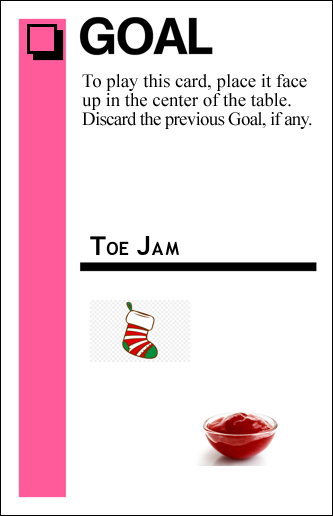 GOAL
To play this card, place it face
up in the center of the table.
Discard the previous Goal, if any.
Toe Jam